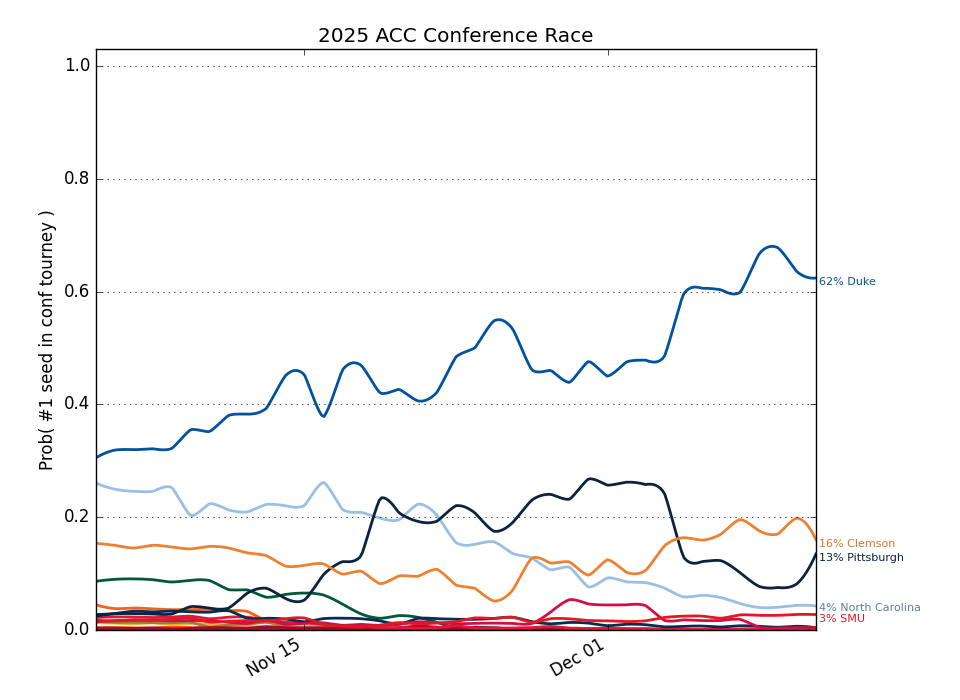 2025 ACC Conference Race
Prob( #1 seed in conf tourney )
1.0
0.8
0.6
0.4
0.2
0.0
Nov 15
Dec 01
62% Duke
16% Clemson
13% Pittsburgh
4% North Carolina
3% SMU